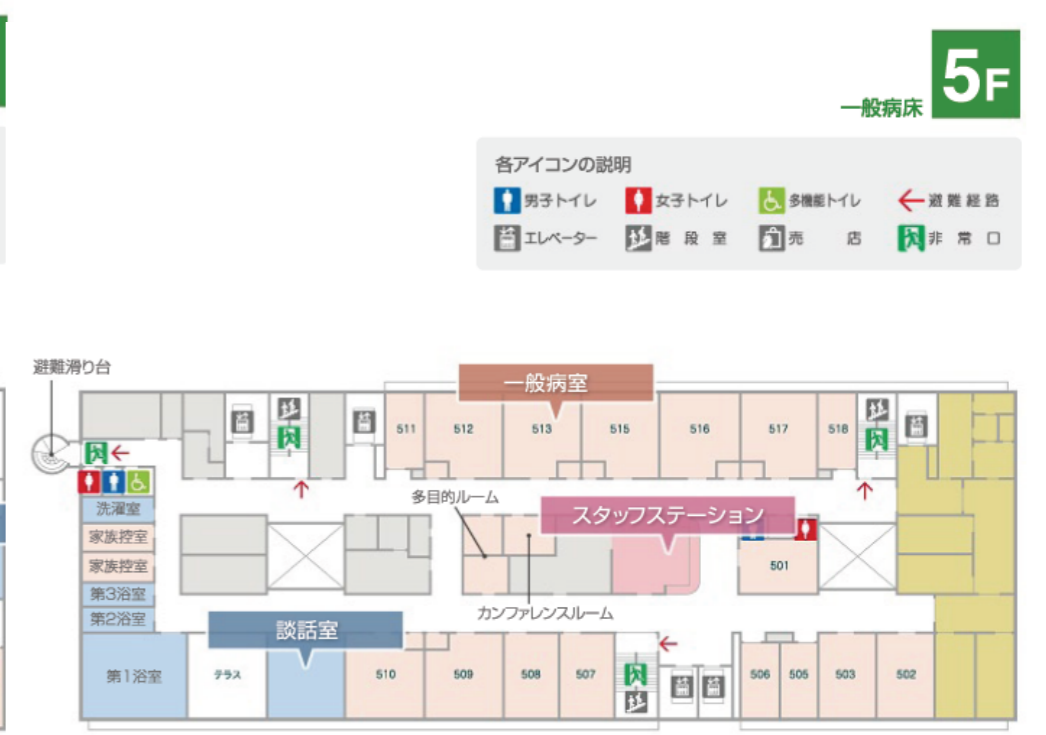 5F
一般病床
各アイコンの説明
男子トイレ 女子トイレ 多機能トイレ 避難経路
エレベーター 階段室 売店 非常口
避難滑り台
一般病室
511 512 513 515 516 517 518
多目的ルーム
スタッフステーション
洗濯室
家族控室
家族控室
501
第3浴室
第2浴室
カンファレンスルーム
談話室
第1浴室 テラス 510 509 508 507 506 505 503 502